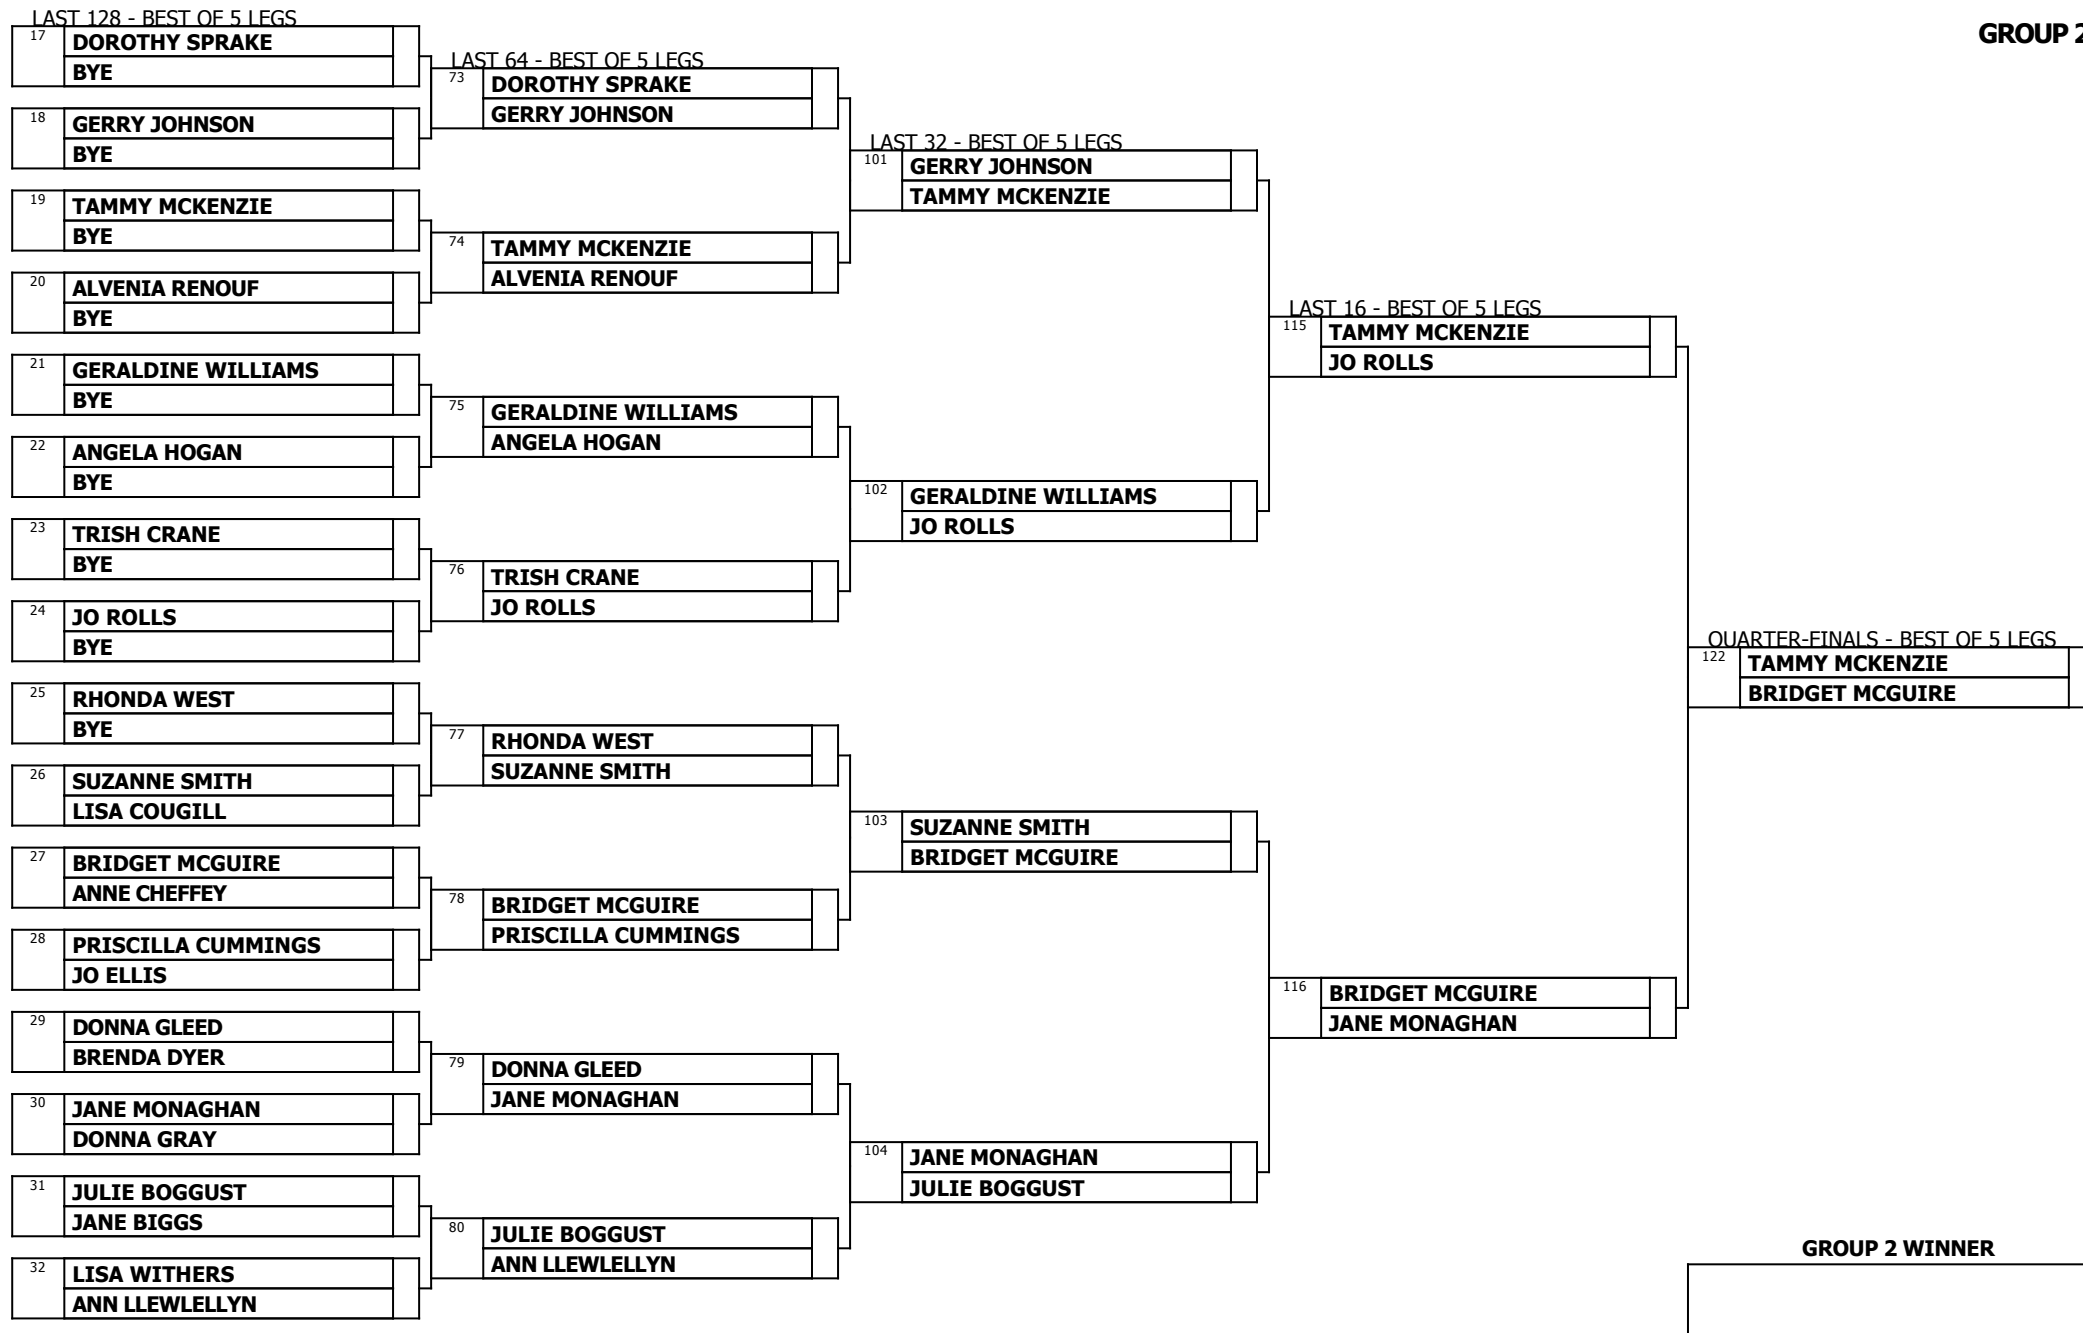 LAST 128 - BEST OF 5 LEGS
GROUP 2
17 DOROTHY SPRAKE
BYE
18 GERRY JOHNSON
BYE
19 TAMMY MCKENZIE
BYE
20 ALVENIA RENOUF
BYE
21 GERALDINE WILLIAMS
BYE
22 ANGELA HOGAN
BYE
23 TRISH CRANE
BYE
24 JO ROLLS
BYE
25 RHONDA WEST
BYE
26 SUZANNE SMITH
LISA COUGILL
27 BRIDGET MCGUIRE
ANNE CHEFFEY
28 PRISCILLA CUMMINGS
JO ELLIS
29 DONNA GLEED
BRENDA DYER
30 JANE MONAGHAN
DONNA GRAY
31 JULIE BOGGUST
JANE BIGGS
32 LISA WITHERS
ANN LLEWLELLYN
LAST 64 - BEST OF 5 LEGS
73 DOROTHY SPRAKE
GERRY JOHNSON
74 TAMMY MCKENZIE
ALVENIA RENOUF
75 GERALDINE WILLIAMS
ANGELA HOGAN
76 TRISH CRANE
JO ROLLS
77 RHONDA WEST
SUZANNE SMITH
78 BRIDGET MCGUIRE
PRISCILLA CUMMINGS
79 DONNA GLEED
JANE MONAGHAN
80 JULIE BOGGUST
ANN LLEWLELLYN
LAST 32 - BEST OF 5 LEGS
101 GERRY JOHNSON
TAMMY MCKENZIE
102 GERALDINE WILLIAMS
JO ROLLS
103 SUZANNE SMITH
BRIDGET MCGUIRE
104 JANE MONAGHAN
JULIE BOGGUST
LAST 16 - BEST OF 5 LEGS
115 TAMMY MCKENZIE
JO ROLLS
116 BRIDGET MCGUIRE
JANE MONAGHAN
QUARTER-FINALS - BEST OF 5 LEGS
122 TAMMY MCKENZIE
BRIDGET MCGUIRE
GROUP 2 WINNER